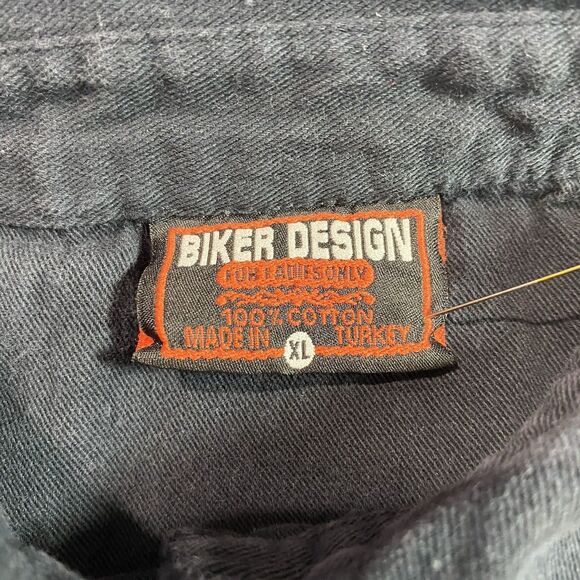 BIKER DESIGN
FOR LADIES ONLY
100% COTTON
MADE IN TURKEY
XL